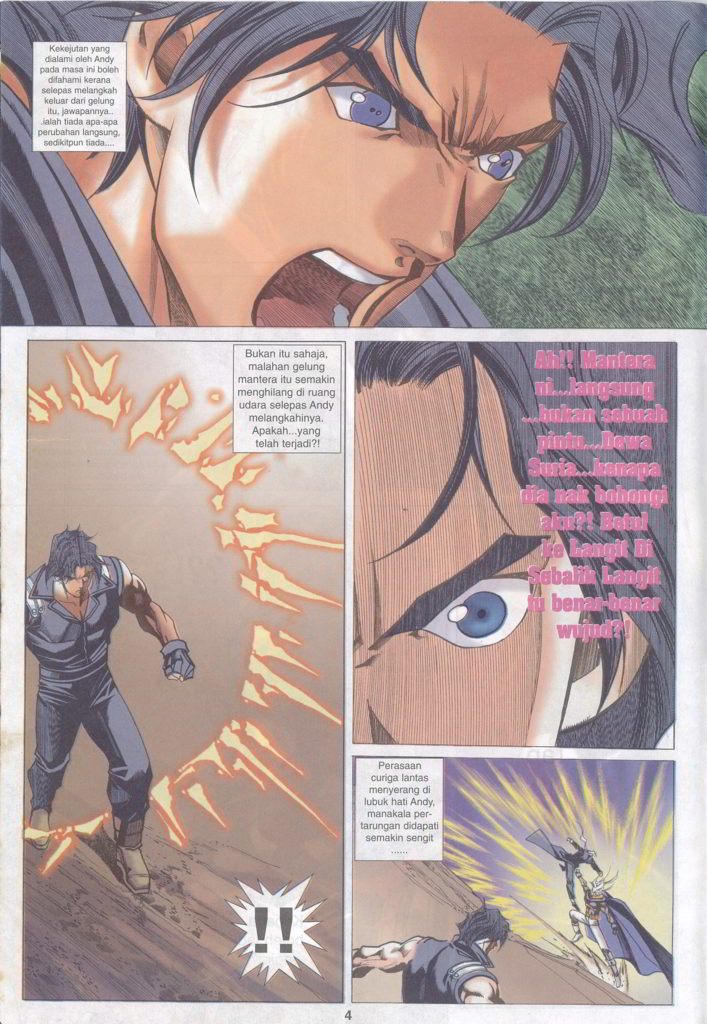 Kekejutan yang
dialami oleh Andy
pada masa ini boleh
difahami kerana
selepas melangkah
keluar dari gelung
itu, jawapannya..
.ialah tiada apa-apa
perubahan langsung,
sedikitpun tiada....
Bukan itu sahaja,
malahan gelung
mantera itu semakin
menghilang di ruang
udara selepas Andy
melangkahinya.
Apakah...yang
telah terjadi?!
Ah!! Mantera
ni...langsung
...bukan sebuah
pintu...Dewa
Suria...kenapa
dia nak bohongi
aku?! Betul
ke Langit Di
Sebalik Langit
tu benar-benar
wujud?!
!!
Perasaan
curiga lantas
menyerang di
lubuk hati Andy,
manakala per-
tarungan didapati
semakin sengit
......
4